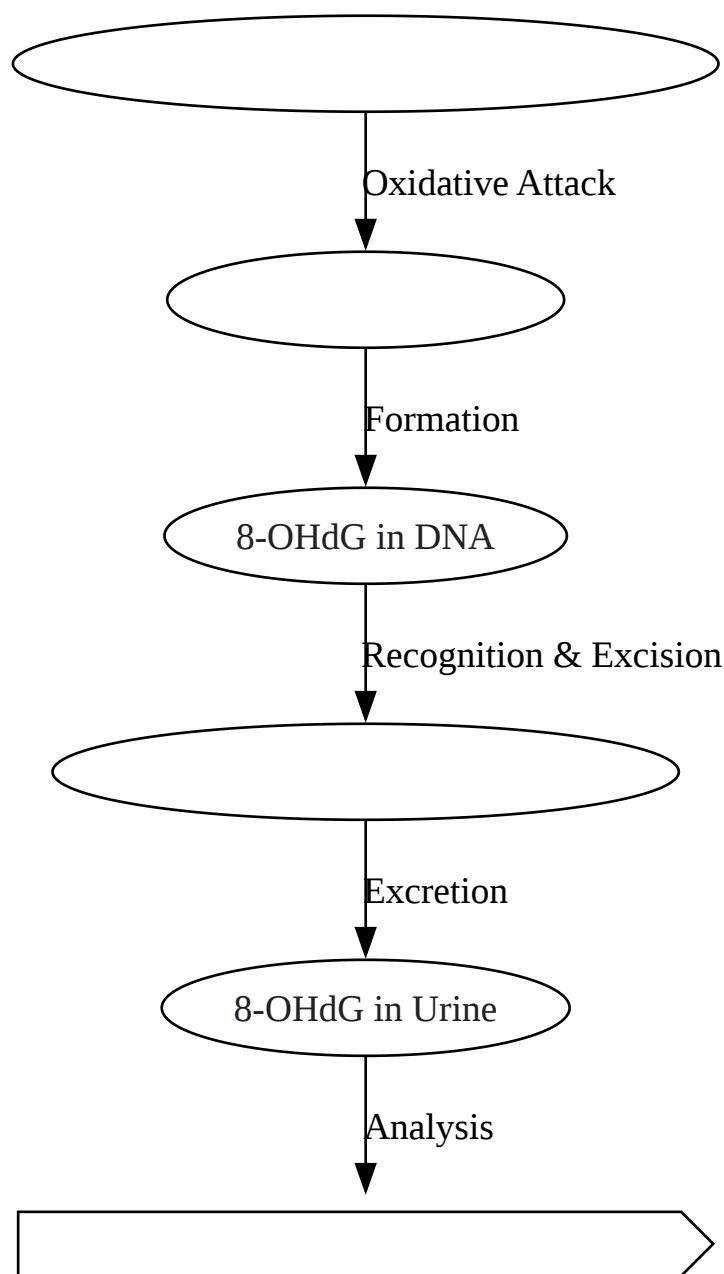 Oxidative Attack
Formation
8-OHdG in DNA
Recognition & Excision
Excretion
8-OHdG in Urine
Analysis